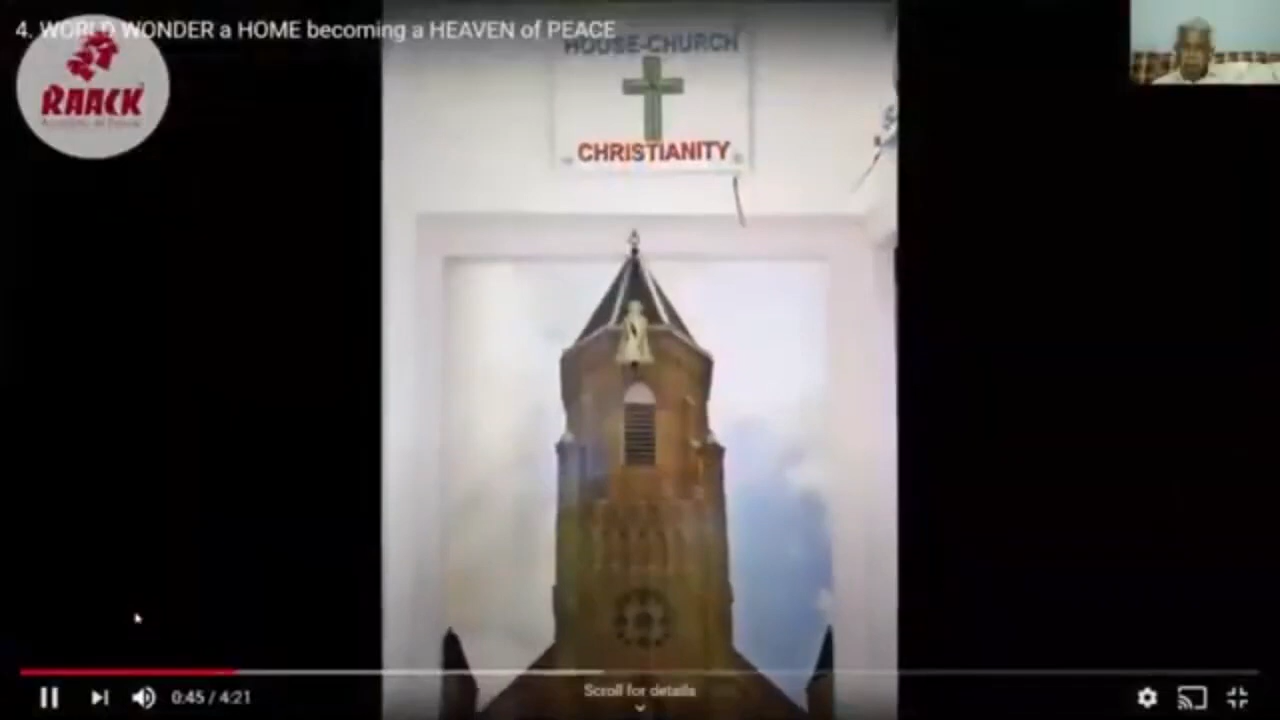 4. WORLD WONDER a HOME becoming a HEAVEN of PEACE
RAACK
HOUSE-CHURCH
CHRISTIANITY
Scroll for details
0:45 / 4:21